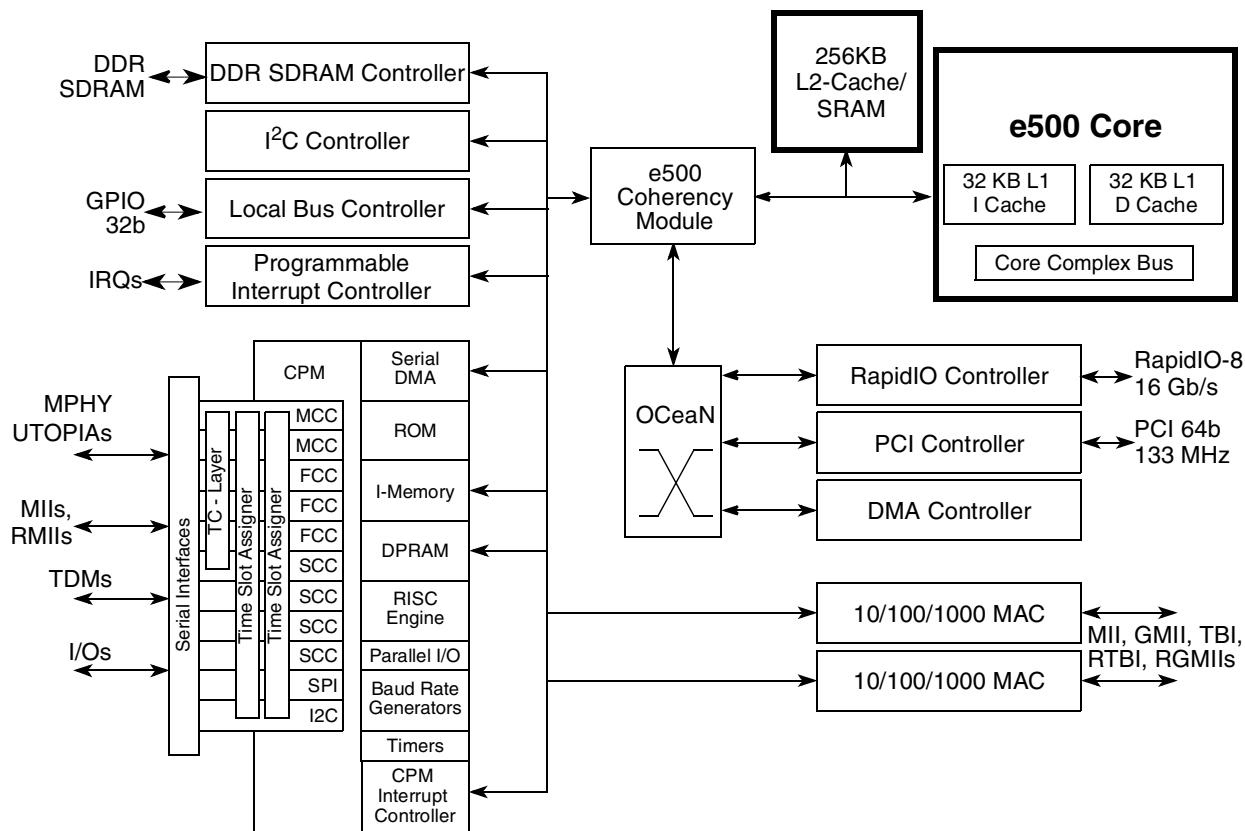 DDR
SDRAM
DDR SDRAM Controller
I2C Controller
GPIO
32b
Local Bus Controller
IRQs
Programmable
Interrupt Controller
256KB
L2-Cache/
SRAM
e500
Coherency
Module
e500 Core
32 KB L1
I Cache
32 KB L1
D Cache
Core Complex Bus
MPHY
UTOPIAs
MIIs,
RMIIs
TDMs
I/Os
Serial Interfaces
TC - Layer
Time Slot Assigner
Time Slot Assigner
CPM
MCC
MCC
FCC
FCC
FCC
SCC
SCC
SCC
SCC
SPI
I2C
Serial
DMA
ROM
I-Memory
DPRAM
RISC
Engine
Parallel I/O
Baud Rate
Generators
Timers
CPM
Interrupt
Controller
OCeaN
RapidIO Controller
RapidIO-8
16 Gb/s
PCI Controller
PCI 64b
133 MHz
DMA Controller
10/100/1000 MAC
10/100/1000 MAC
MII, GMII, TBI,
RTBI, RGMIIs